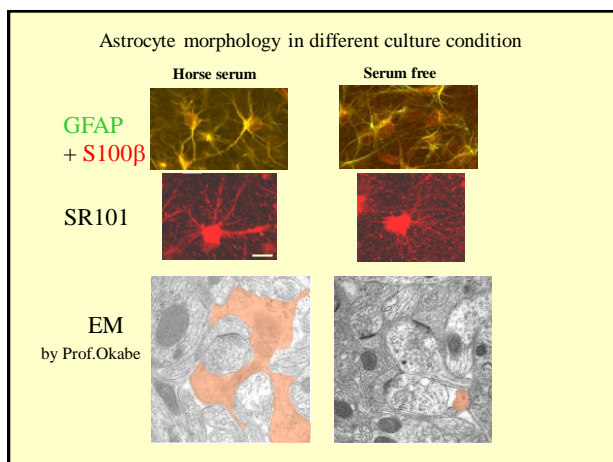 Astrocyte morphology in different culture condition
Horse serum
Serum free
GFAP
+ S100β
SR101
EM
by Prof.Okabe